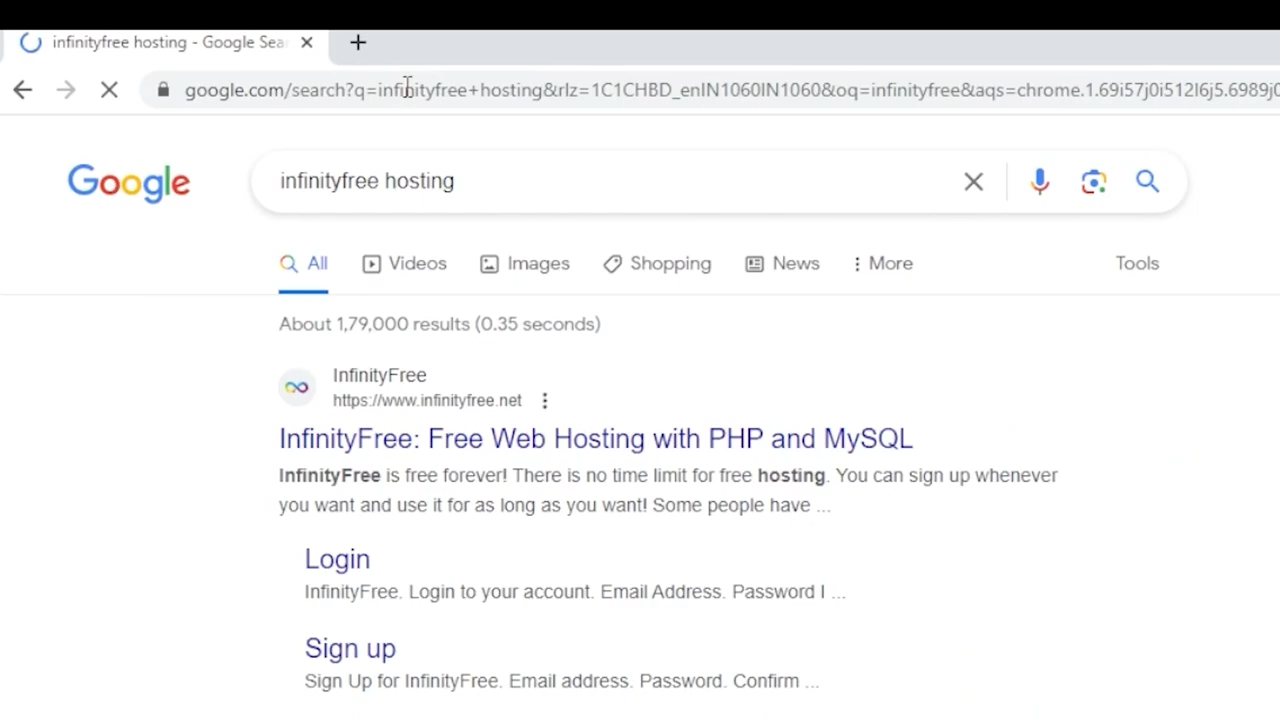 infinityfree hosting - Google Sea
google.com/search?q=infinityfree+hosting&rlz=1C1CHBD_enIN1060IN1060&oq=infinityfree&aqs=chrome.1.69i57j0i512l6j5.6989j0
Google
infinityfree hosting
All Videos Images Shopping News More Tools
About 1,79,000 results (0.35 seconds)
InfinityFree
https://www.infinityfree.net
InfinityFree: Free Web Hosting with PHP and MySQL
InfinityFree is free forever! There is no time limit for free hosting. You can sign up whenever
you want and use it for as long as you want! Some people have ...
Login
InfinityFree. Login to your account. Email Address. Password I ...
Sign up
Sign Up for InfinityFree. Email address. Password. Confirm ...